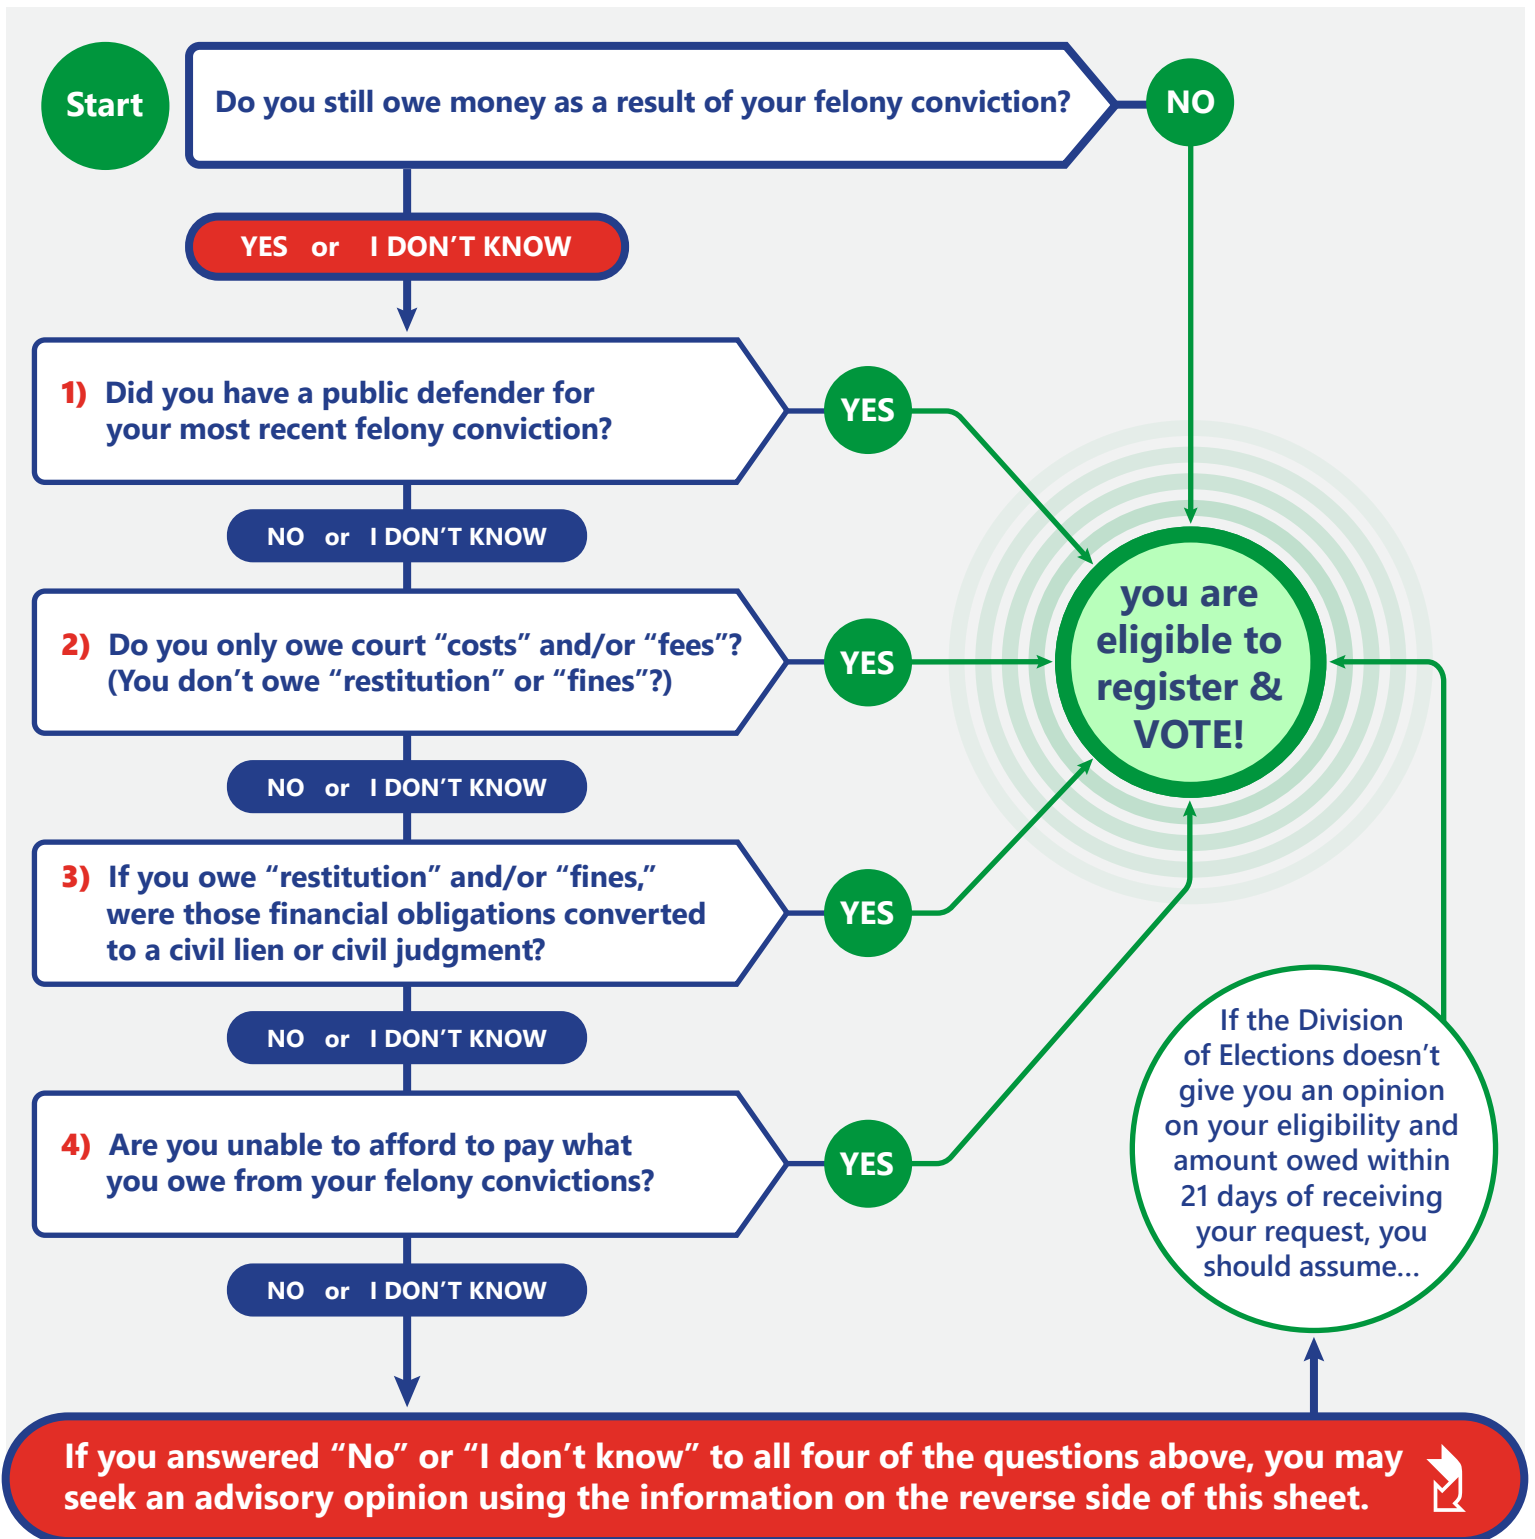 Start
Do you still owe money as a result of your felony conviction?
NO
YES or I DON'T KNOW
1) Did you have a public defender for
your most recent felony conviction?
YES
NO or I DON'T KNOW
2) Do you only owe court “costs” and/or “fees”?
(You don't owe “restitution” or “fines”?)
YES
NO or I DON'T KNOW
3) If you owe “restitution” and/or “fines,”
were those financial obligations converted
to a civil lien or civil judgment?
YES
NO or I DON'T KNOW
4) Are you unable to afford to pay what
you owe from your felony convictions?
YES
NO or I DON'T KNOW
you are
eligible to
register &
VOTE!
If the Division
of Elections doesn't
give you an opinion
on your eligibility and
amount owed within
21 days of receiving
your request, you
should assume...
If you answered “No” or “I don't know” to all four of the questions above, you may
seek an advisory opinion using the information on the reverse side of this sheet.